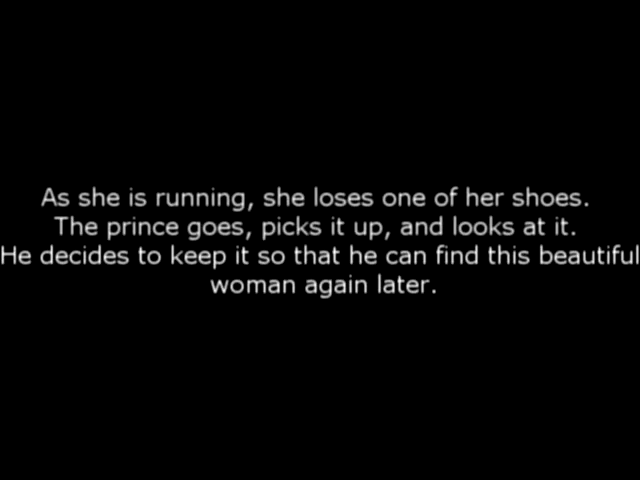 As she is running, she loses one of her shoes.
The prince goes, picks it up, and looks at it.
He decides to keep it so that he can find this beautiful
woman again later.